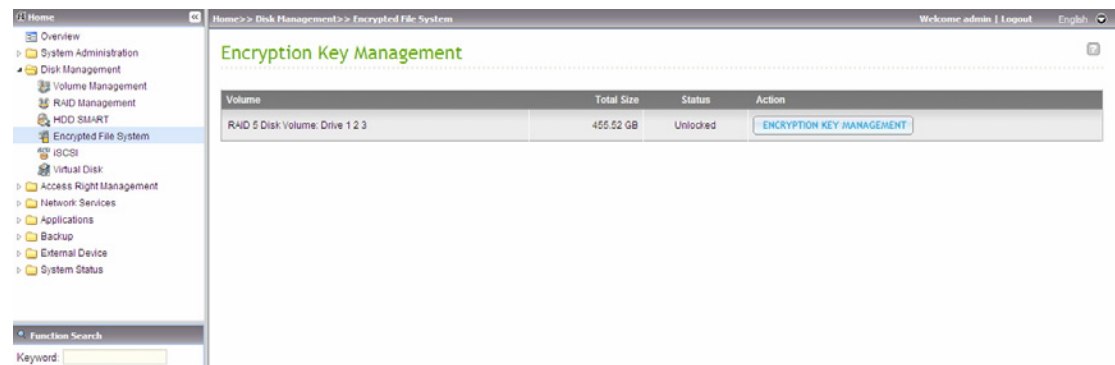 Home
Overview
System Administration
Disk Management
Volume Management
RAID Management
HDD SMART
Encrypted File System
iSCSI
Virtual Disk
Access Right Management
Network Services
Applications
Backup
External Device
System Status
Function Search
Keyword:
Home>> Disk Management>> Encrypted File System
Welcome admin | Logout English
Encryption Key Management
Volume Total Size Status Action
RAID 5 Disk Volume: Drive 1 2 3 455.52 GB Unlocked ENCRYPTION KEY MANAGEMENT